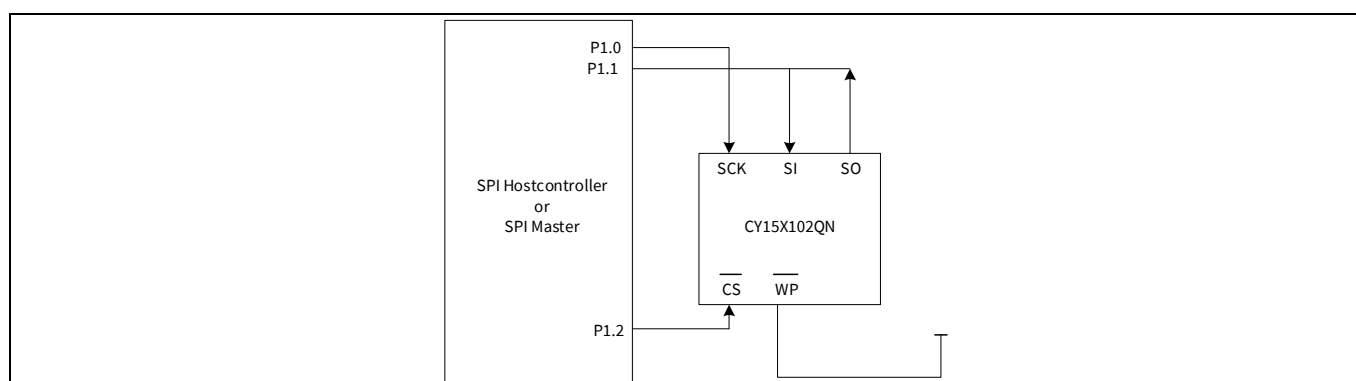 P1.0
P1.1
SCK SI SO
SPI Hostcontroller
or
SPI Master
CY15X102QN
CS WP
P1.2